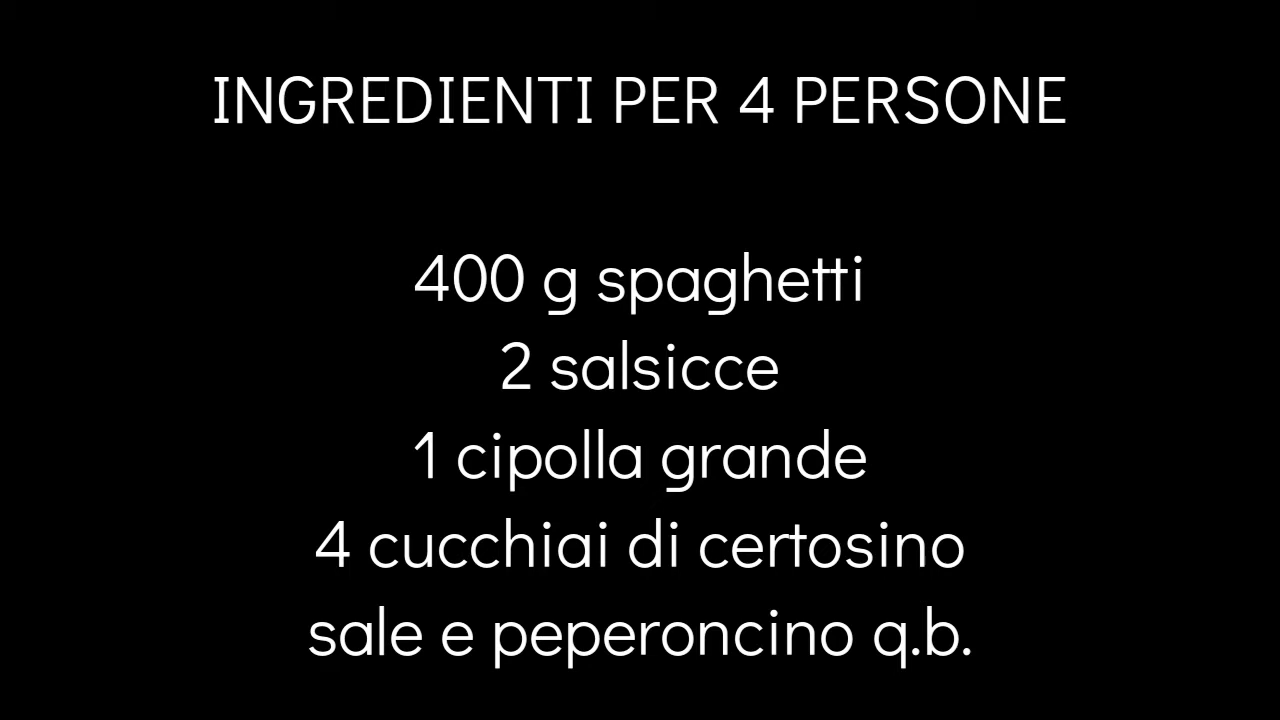 INGREDIENTI PER 4 PERSONE
400 g spaghetti
2 salsicce
1 cipolla grande
4 cucchiai di certosino
sale e peperoncino q.b.